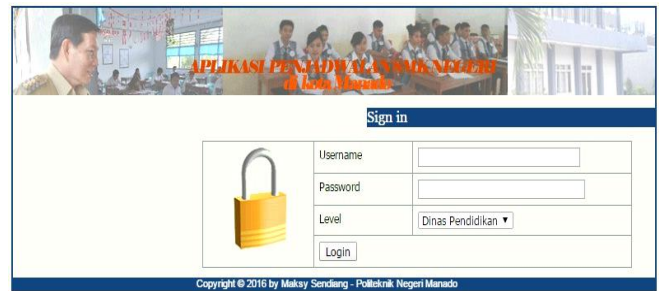 APLIKASI PENJADWALAN SMK NEGERI
di kota Manado
Sign in
Username
Password
Level
Dinas Pendidikan
Login
Copyright © 2016 by Maksy Sendiang - Politeknik Negeri Manado